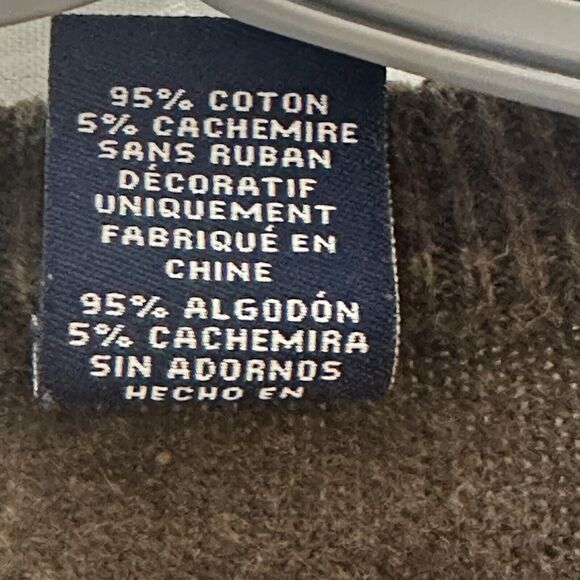 95% COTON
5% CACHEMIRE
SANS RUBAN
DÉCORATIF
UNIQUEMENT
FABRIQUÉ EN
CHINE
95% ALGODÓN
5% CACHEMIRA
SIN ADORNOS
HECHO EN